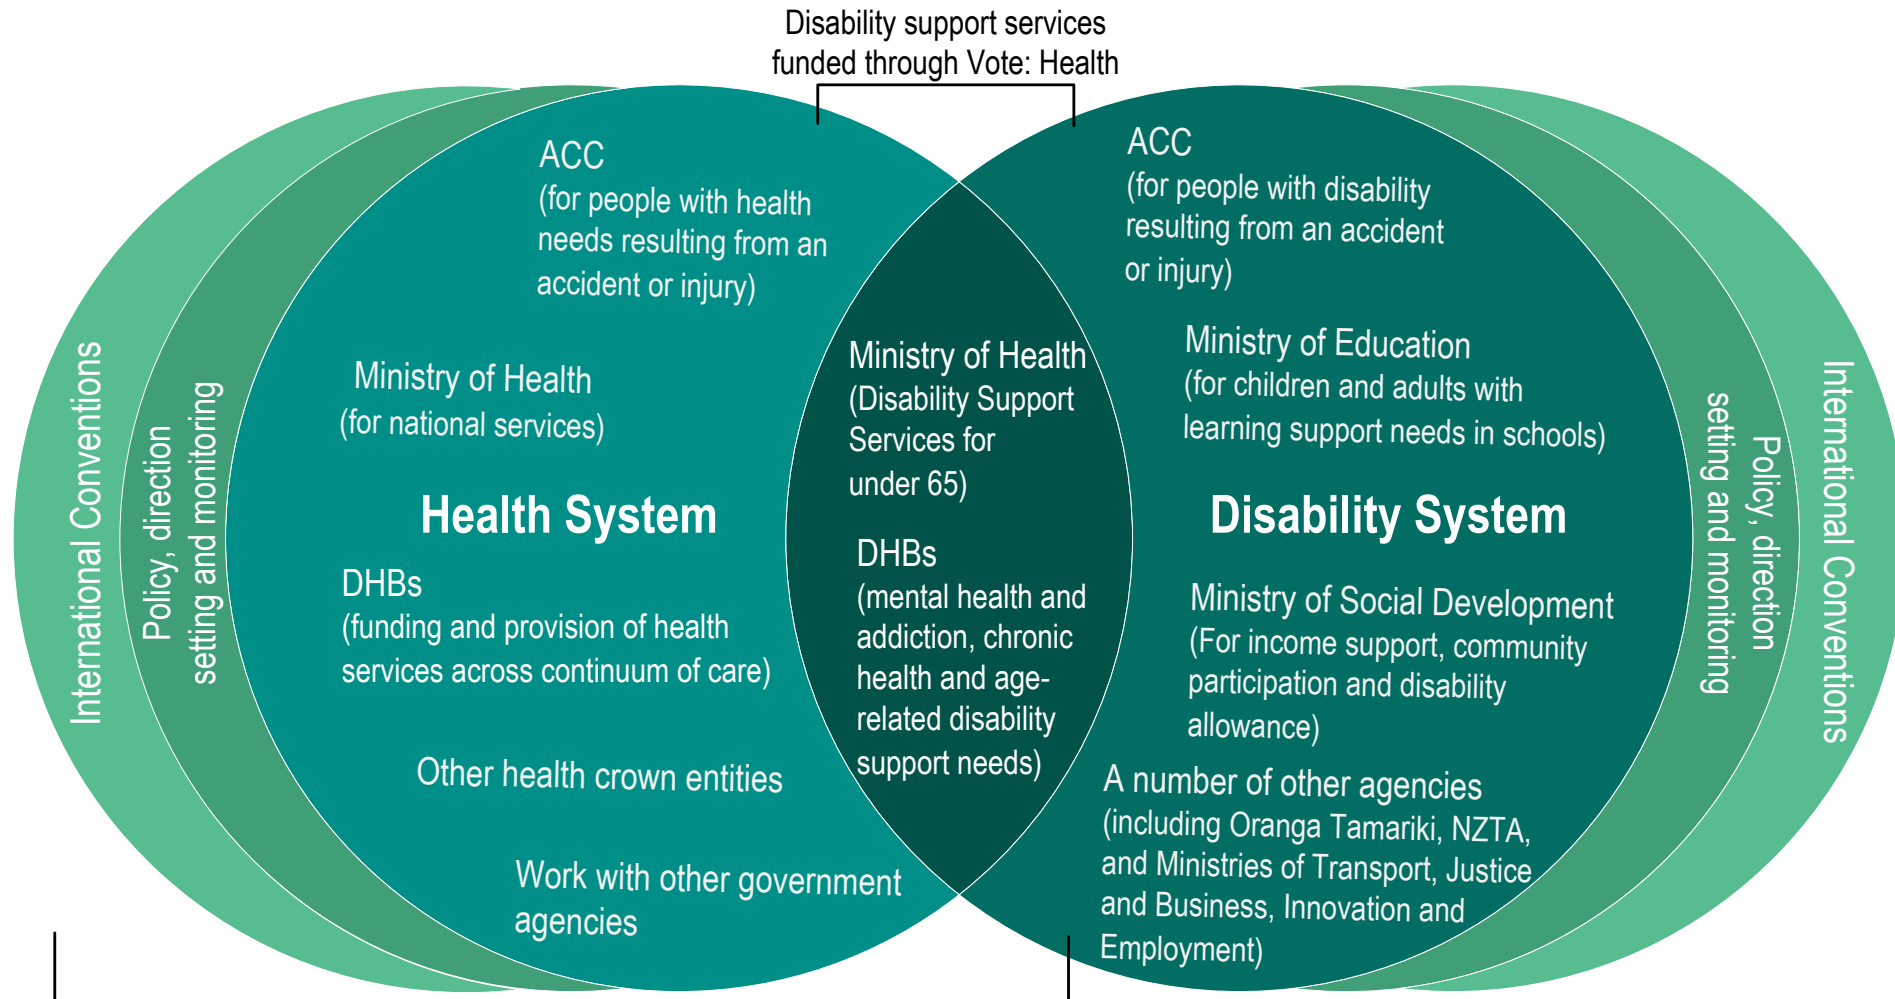 Disability support services
funded through Vote: Health
International Conventions
Policy, direction
setting and monitoring
ACC
(for people with health
needs resulting from an
accident or injury)
Ministry of Health
(for national services)
Health System
DHBs
(funding and provision of health
services across continuum of care)
Other health crown entities
Work with other government
agencies
Ministry of Health
(Disability Support
Services for
under 65)
DHBs
(mental health and
addiction, chronic
health and age-
related disability
support needs)
ACC
(for people with disability
resulting from an accident
or injury)
Ministry of Education
(for children and adults with
learning support needs in schools)
Disability System
Ministry of Social Development
(For income support, community
participation and disability
allowance)
A number of other agencies
(including Oranga Tamariki, NZTA,
and Ministries of Transport, Justice
and Business, Innovation and
Employment)
Policy, direction
setting and monitoring
International Conventions